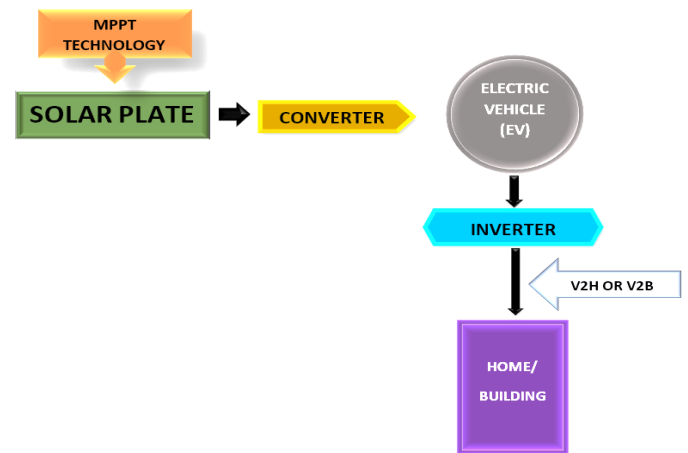 MPPT
TECHNOLOGY
SOLAR PLATE
CONVERTER
ELECTRIC
VEHICLE
(EV)
INVERTER
V2H OR V2B
HOME/
BUILDING